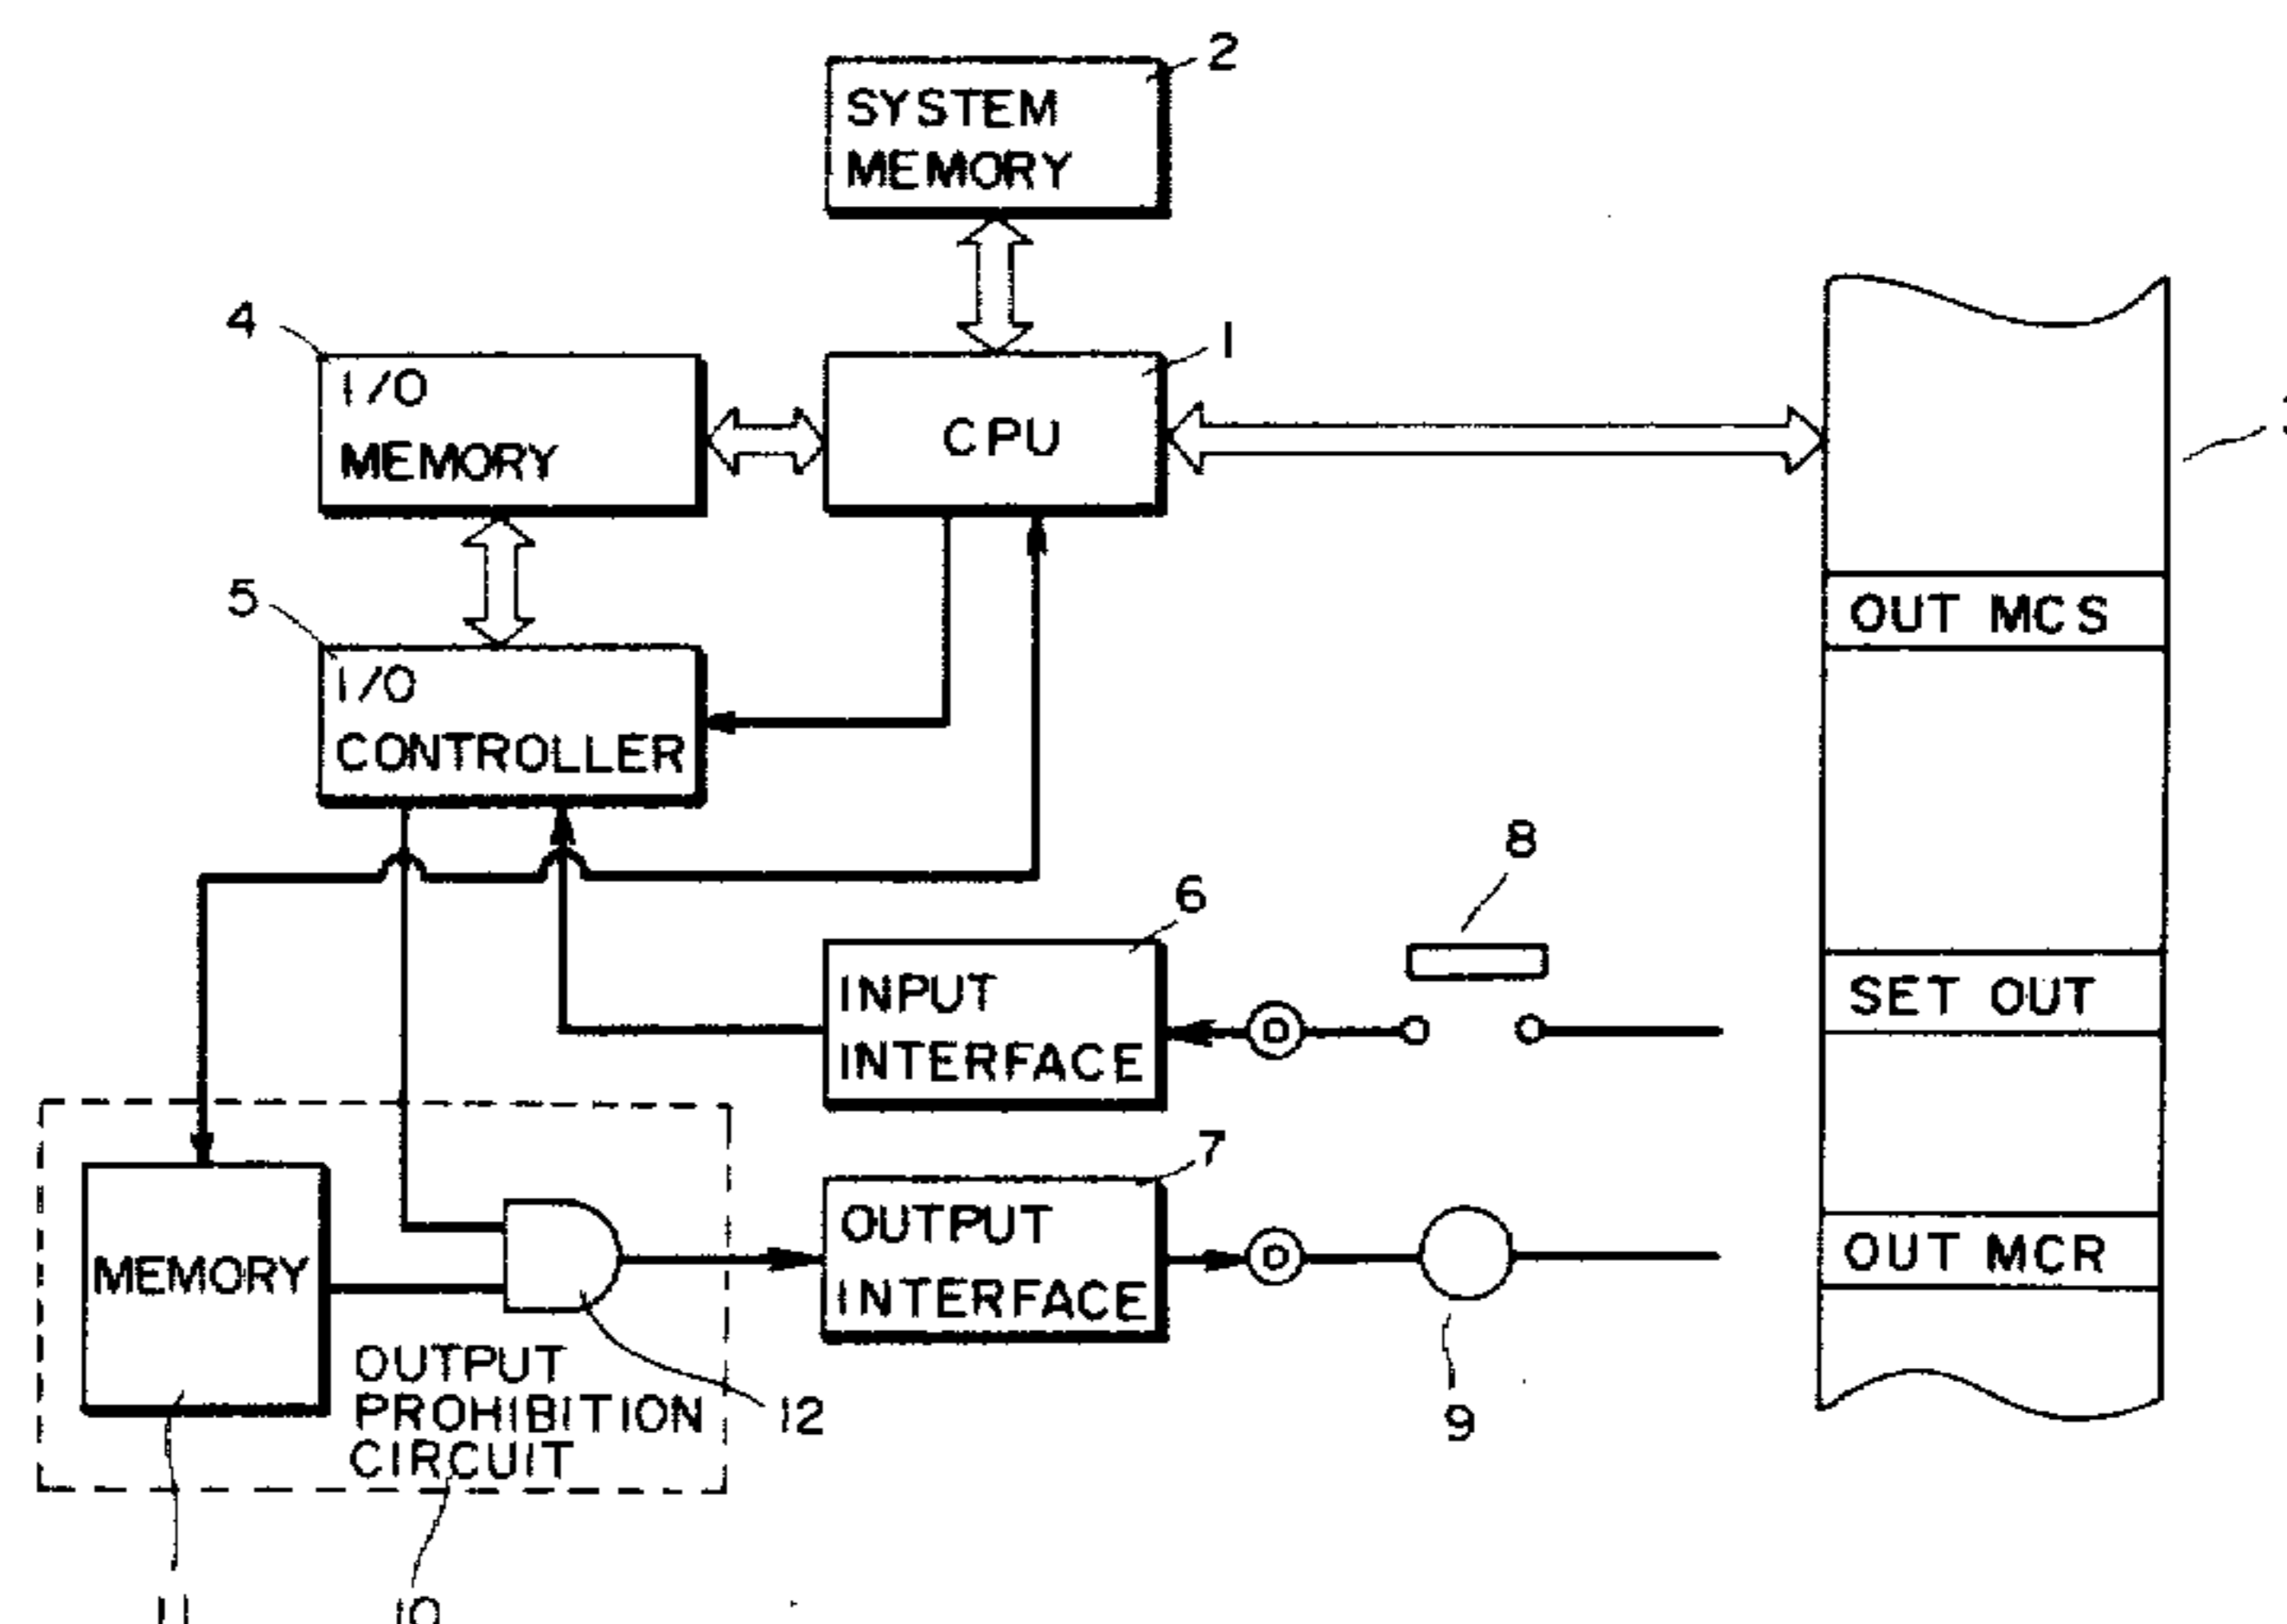 2
SYSTEM
MEMORY
4
1
I/O
MEMORY
CPU
OUT MCS
5
I/O
CONTROLLER
8
6
INPUT
INTERFACE
SET OUT
7
MEMORY
OUTPUT
INTERFACE
OUT MCR
OUTPUT
PROHIBITION
CIRCUIT
12
9
11
10